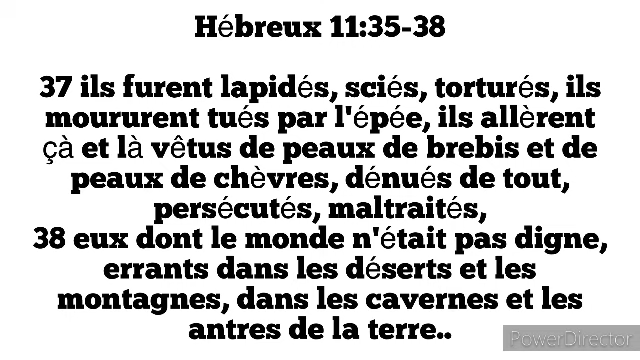 Hébreux 11:35-38
37 ils furent lapidés, sciés, torturés, ils
moururent tués par l'épée, ils allèrent
çà et là vêtus de peaux de brebis et de
peaux de chèvres, dénués de tout,
persécutés, maltraités,
38 eux dont le monde n'était pas digne,
errants dans les déserts et les
montagnes, dans les cavernes et les
antres de la terre..
PowerDirector